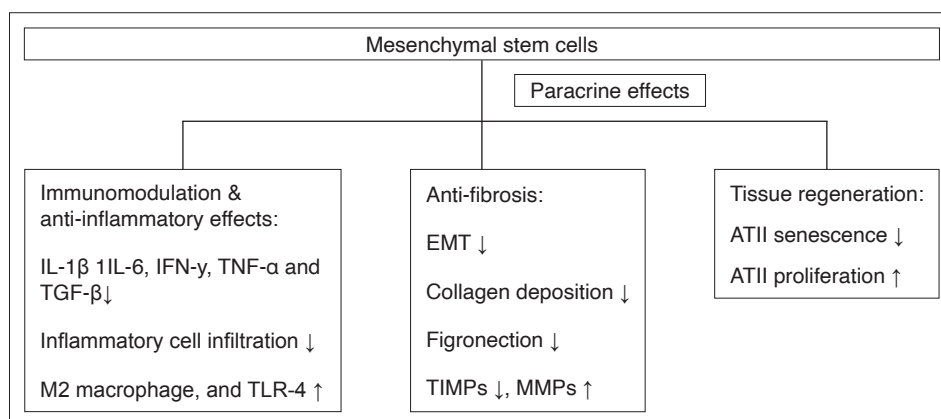 Mesenchymal stem cells
Paracrine effects
Immunomodulation &
anti-inflammatory effects:
IL-1β 1IL-6, IFN-y, TNF-α and
TGF-β↓
Inflammatory cell infiltration ↓
M2 macrophage, and TLR-4 ↑
Anti-fibrosis:
EMT ↓
Collagen deposition ↓
Figronection ↓
TIMPs ↓, MMPs ↑
Tissue regeneration:
ATII senescence ↓
ATII proliferation ↑